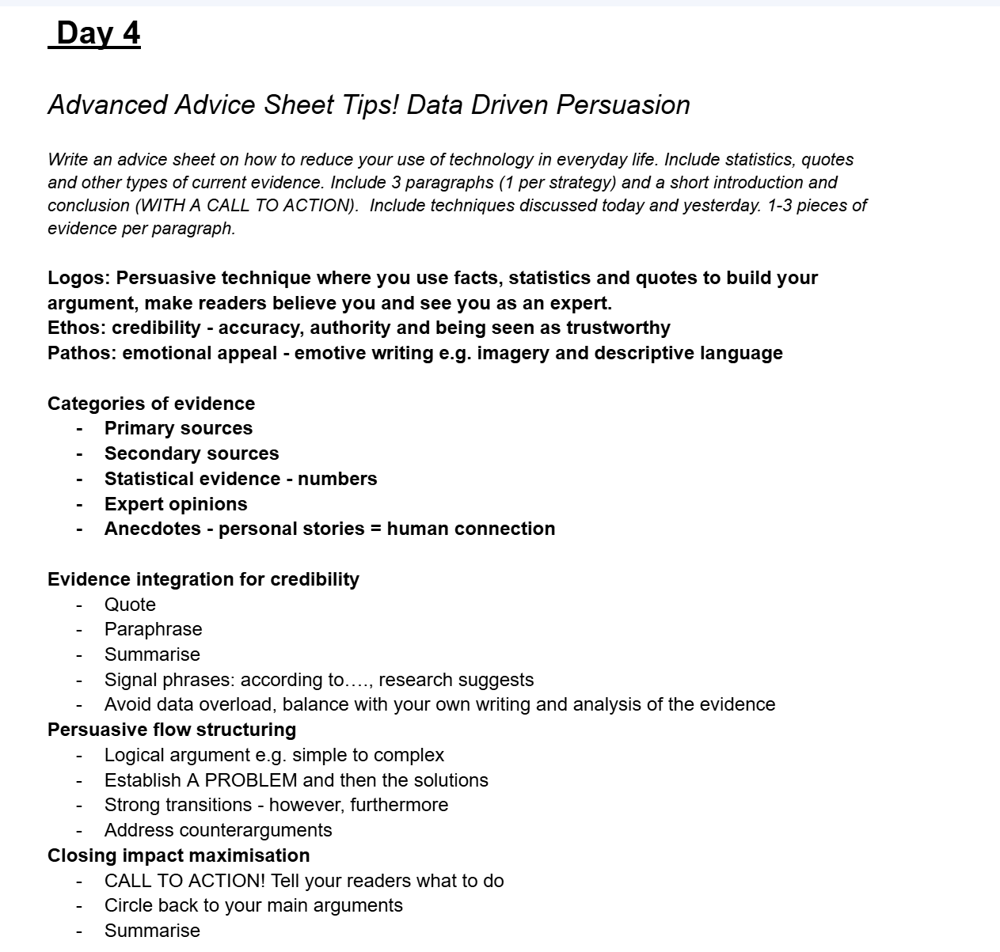 Day 4
Advanced Advice Sheet Tips! Data Driven Persuasion
Write an advice sheet on how to reduce your use of technology in everyday life. Include statistics, quotes
and other types of current evidence. Include 3 paragraphs (1 per strategy) and a short introduction and
conclusion (WITH A CALL TO ACTION).  Include techniques discussed today and yesterday. 1-3 pieces of
evidence per paragraph.
Logos: Persuasive technique where you use facts, statistics and quotes to build your
argument, make readers believe you and see you as an expert.
Ethos: credibility - accuracy, authority and being seen as trustworthy
Pathos: emotional appeal - emotive writing e.g. imagery and descriptive language
Categories of evidence
- Primary sources
- Secondary sources
- Statistical evidence - numbers
- Expert opinions
- Anecdotes - personal stories = human connection
Evidence integration for credibility
- Quote
- Paraphrase
- Summarise
- Signal phrases: according to…., research suggests
- Avoid data overload, balance with your own writing and analysis of the evidence
Persuasive flow structuring
- Logical argument e.g. simple to complex
- Establish A PROBLEM and then the solutions
- Strong transitions - however, furthermore
- Address counterarguments
Closing impact maximisation
- CALL TO ACTION! Tell your readers what to do
- Circle back to your main arguments
- Summarise